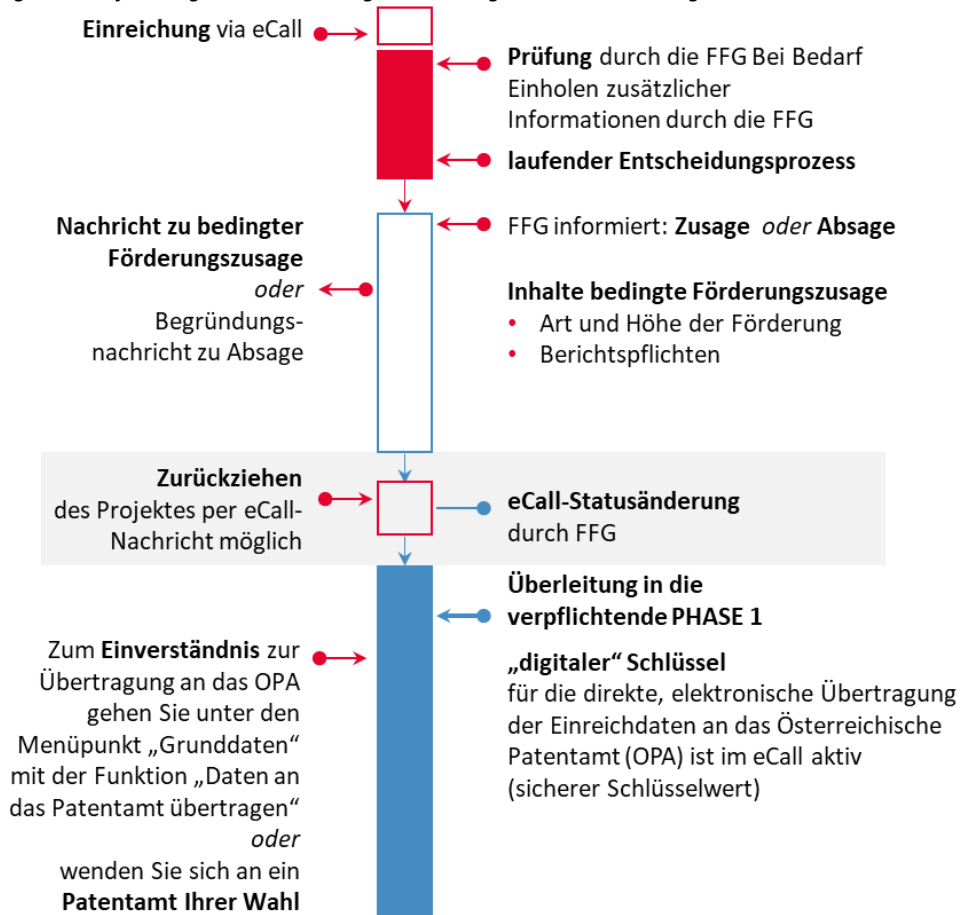 Einreichung via eCall
Prüfung durch die FFG Bei Bedarf
Einholen zusätzlicher
Informationen durch die FFG
laufender Entscheidungsprozess
Nachricht zu bedingter
Förderungszusage
oder
Begründungs-
nachricht zu Absage
FFG informiert: Zusage oder Absage
Inhalte bedingte Förderungszusage
• Art und Höhe der Förderung
• Berichtspflichten
Zurückziehen
des Projektes per eCall-
Nachricht möglich
eCall-Statusänderung
durch FFG
Überleitung in die
verpflichtende PHASE 1
Zum Einverständnis zur
Übertragung an das OPA
gehen Sie unter den
Menüpunkt „Grunddaten“
mit der Funktion „Daten an
das Patentamt übertragen“
oder
wenden Sie sich an ein
Patentamt Ihrer Wahl
„digitaler“ Schlüssel
für die direkte, elektronische Übertragung
der Einreichdaten an das Österreichische
Patentamt (OPA) ist im eCall aktiv
(sicherer Schlüsselwert)